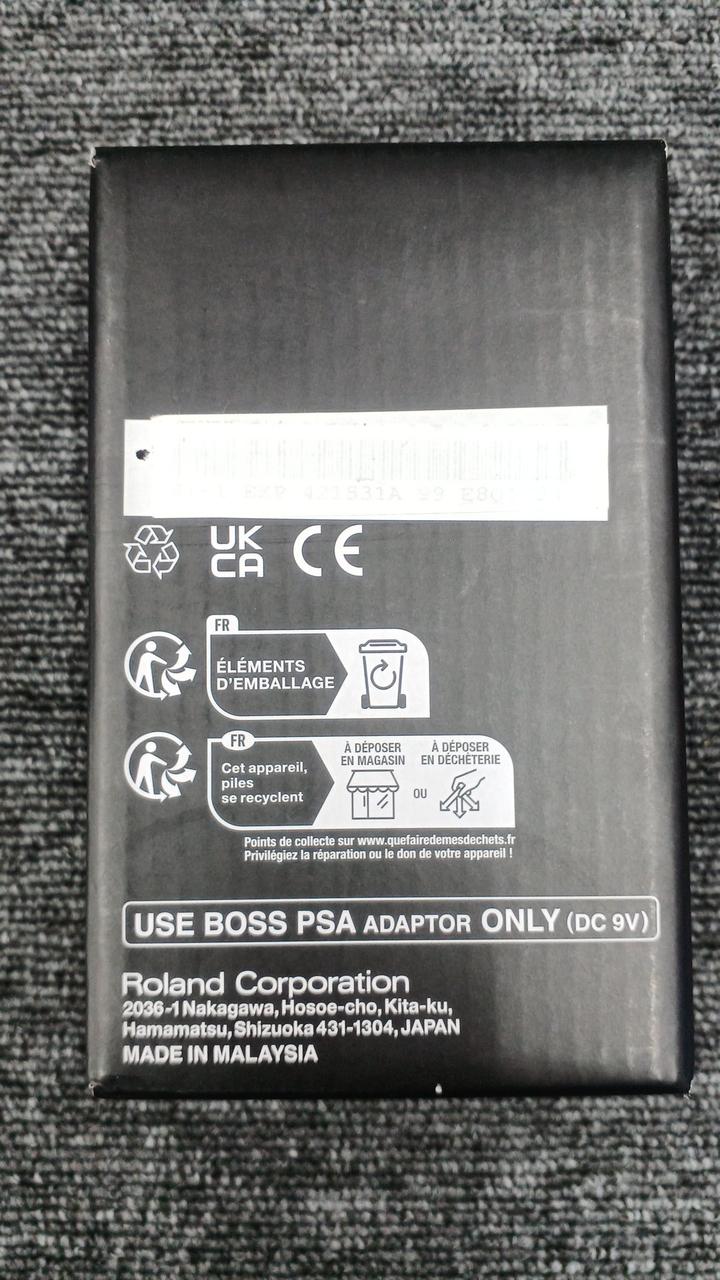 EXP 421531A 99
UK
CA
CE
FR
ÉLÉMENTS
D'EMBALLAGE
FR
Cet appareil,
piles
se recyclent
À DÉPOSER
EN MAGASIN
OU
À DÉPOSER
EN DÉCHÈTERIE
Points de collecte sur www.quefairedemesdechets.fr
Privilégiez la réparation ou le don de votre appareil !
USE BOSS PSA ADAPTOR ONLY (DC 9V)
Roland Corporation
2036-1 Nakagawa, Hosoe-cho, Kita-ku,
Hamamatsu, Shizuoka 431-1304, JAPAN
MADE IN MALAYSIA